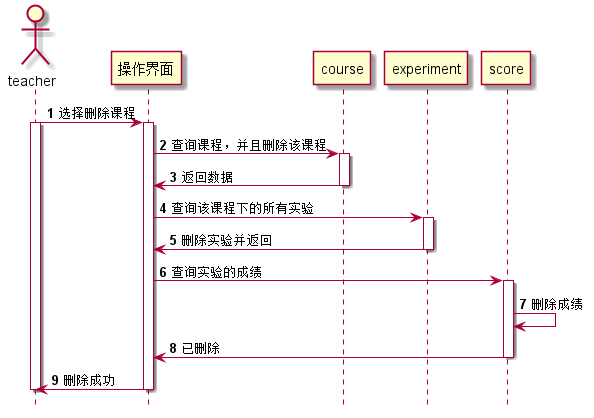 teacher
操作界面
course
experiment
score
1 选择删除课程
2 查询课程，并且删除该课程
3 返回数据
4 查询该课程下的所有实验
5 删除实验并返回
6 查询实验的成绩
7 删除成绩
8 已删除
9 删除成功